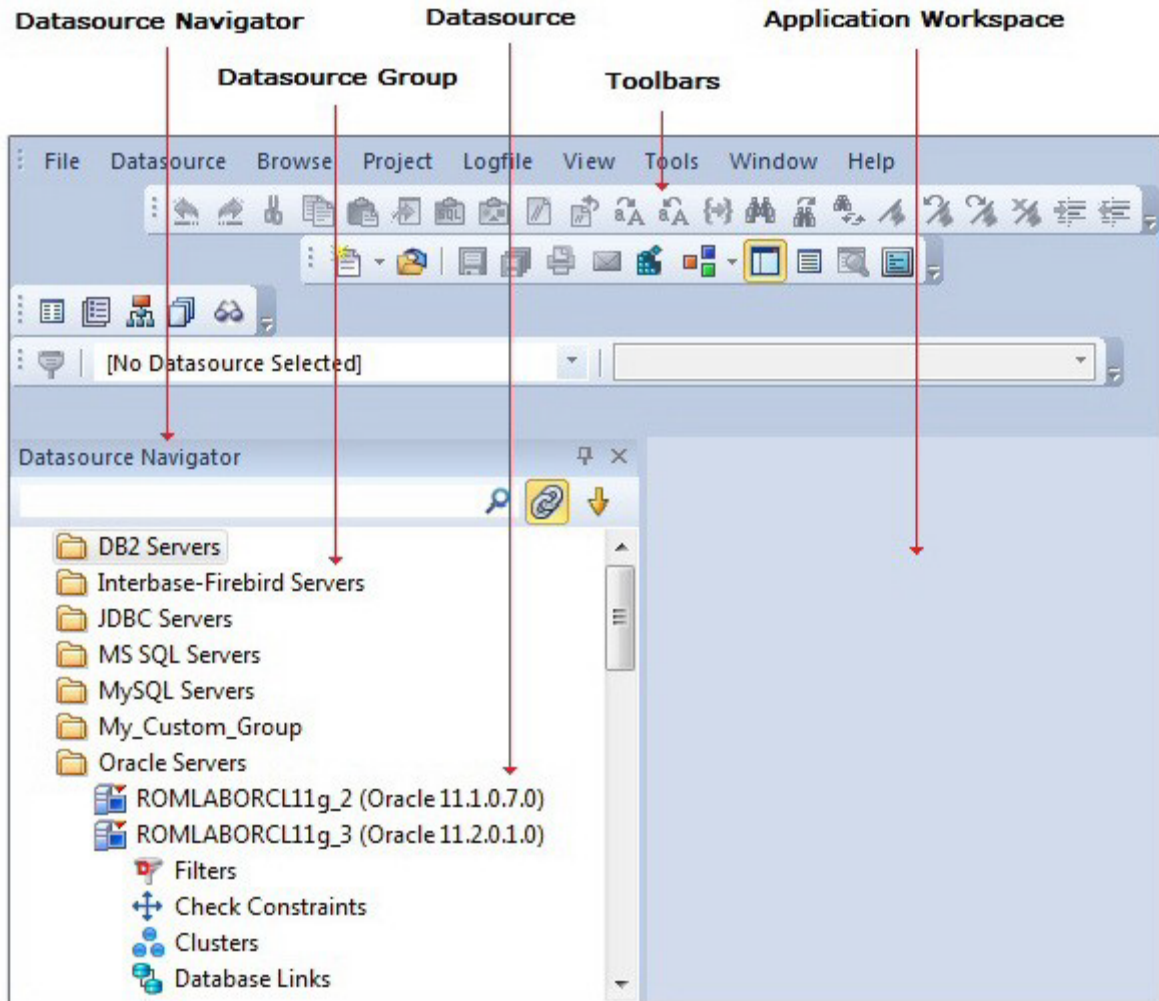 Datasource Navigator
Datasource
Application Workspace
Datasource Group
Toolbars
File Datasource Browse Project Logfile View Tools Window Help
[No Datasource Selected]
Datasource Navigator
DB2 Servers
Interbase-Firebird Servers
JDBC Servers
MS SQL Servers
MySQL Servers
My_Custom_Group
Oracle Servers
ROMLABORCL11g_2 (Oracle 11.1.0.7.0)
ROMLABORCL11g_3 (Oracle 11.2.0.1.0)
Filters
Check Constraints
Clusters
Database Links